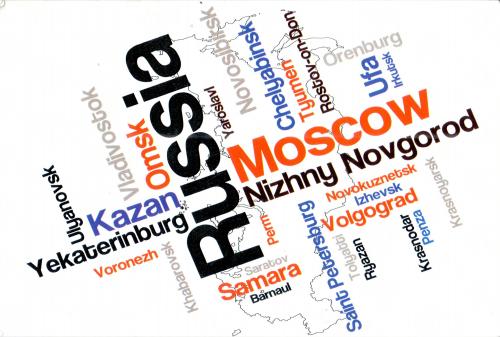 Russia
Moscow
Nizhny Novgorod
Vladivostok
Omsk
Yaroslavl
Novosibirsk
Chelyabinsk
Tyumen
Rostov-on-Don
Orenburg
Ufa
Irkutsk
Ulyanovsk
Kazan
Yekaterinburg
Voronezh
Khabarovsk
Perm
Saratov
Samara
Barnaul
Saint Petersburg
Novokuznetsk
Izhevsk
Volgograd
Togliatti
Ryazan
Krasnodar
Penza
Krasnoyarsk